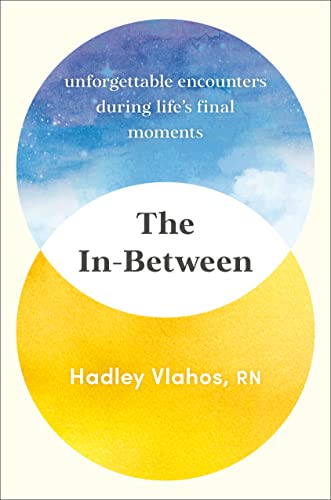 unforgettable encounters
during life's final
moments
The
In-Between
Hadley Vlahos, RN